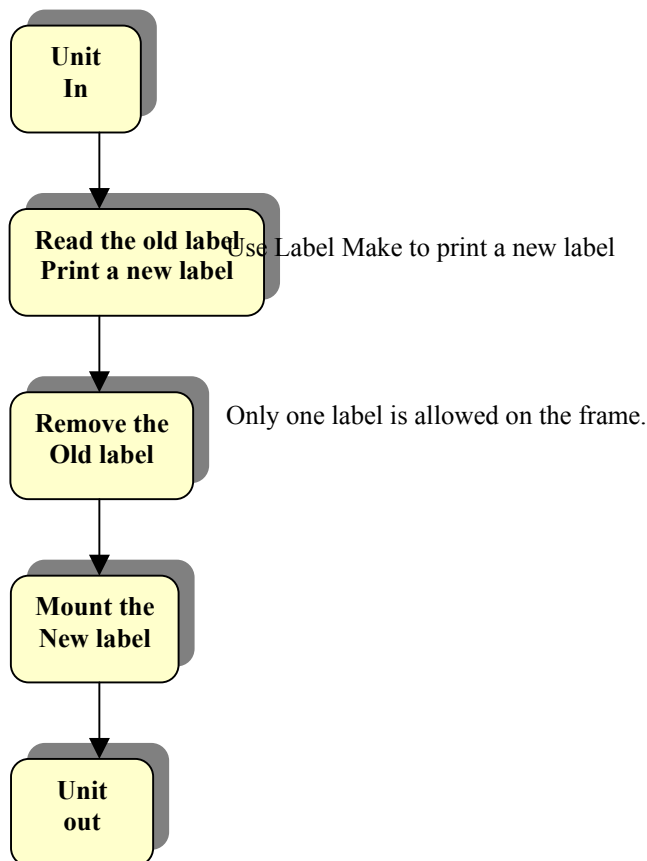 Unit
In
Read the old label
Print a new label
Use Label Make to print a new label
Remove the
Old label
Only one label is allowed on the frame.
Mount the
New label
Unit
out